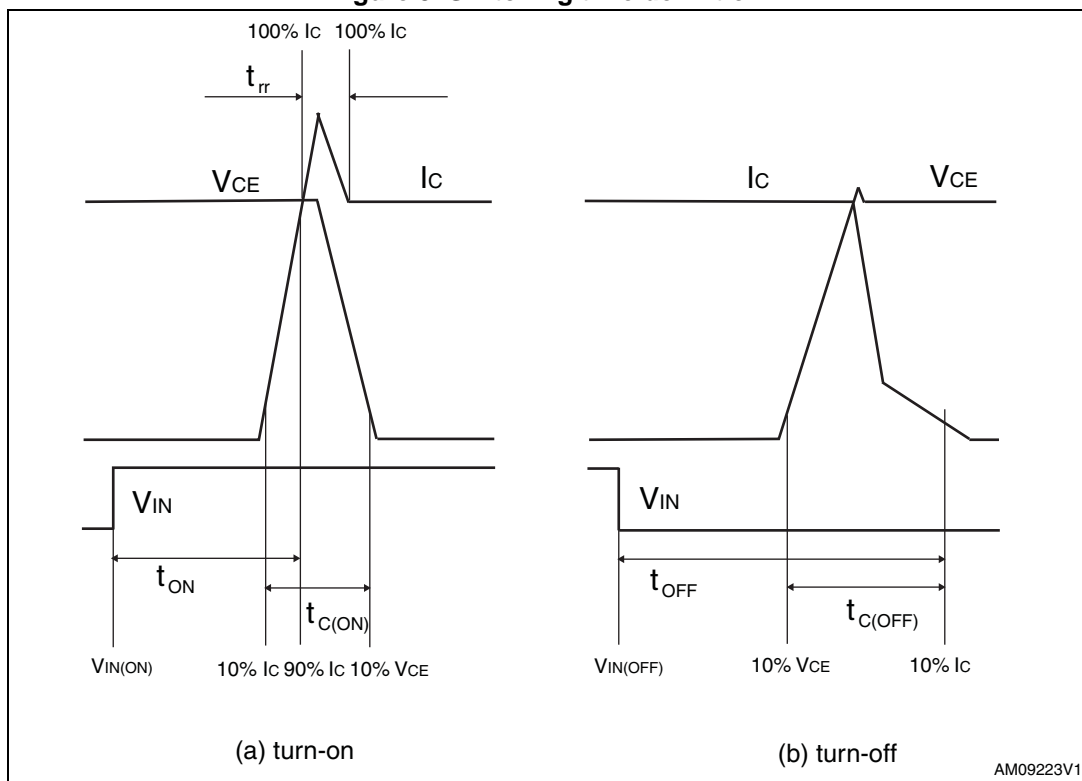 100% IC 100% IC
trr
VCE IC
IC VCE
VIN
VIN
tON
tOFF
tC(ON)
tC(OFF)
VIN(ON) 10% IC 90% IC 10% VCE
VIN(OFF) 10% VCE 10% IC
(a) turn-on
(b) turn-off
AM09223V1